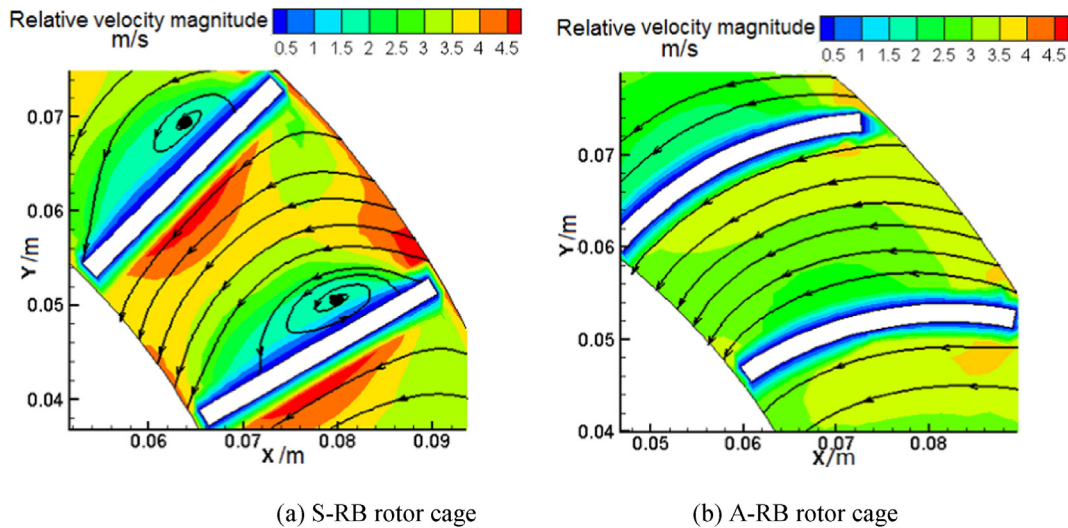 Relative velocity magnitude
m/s
0.5 1 1.5 2 2.5 3 3.5 4 4.5
0.07
0.06
0.05
0.04
Y/m
0.06 0.07 0.08 0.09
X/m
(a) S-RB rotor cage
Relative velocity magnitude
m/s
0.5 1 1.5 2 2.5 3 3.5 4 4.5
0.07
0.06
0.05
0.04
Y/m
0.05 0.06 0.07 0.08
X/m
(b) A-RB rotor cage